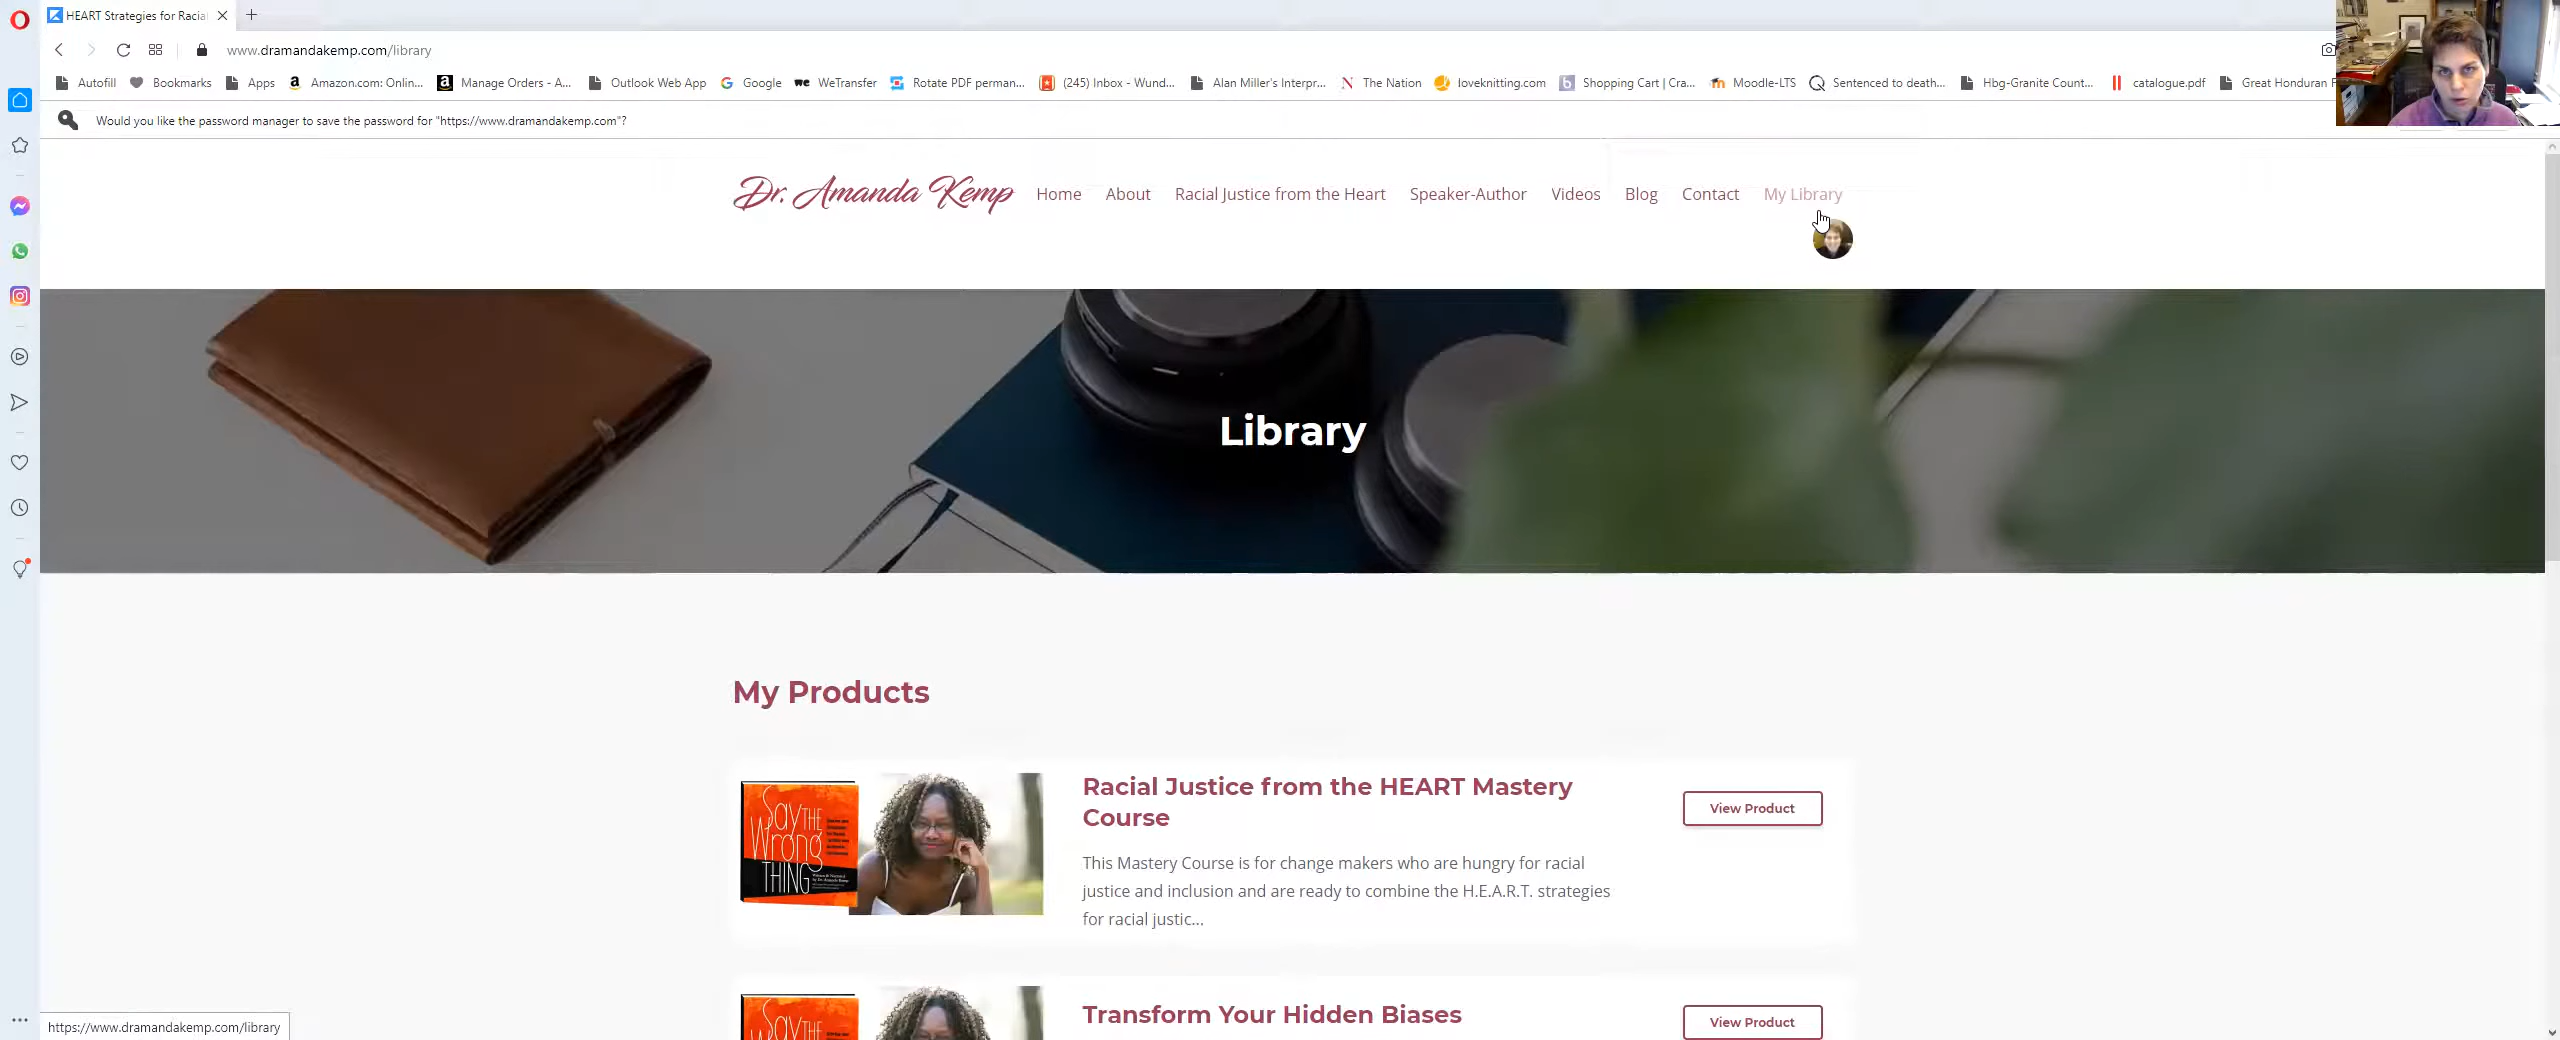 HEART Strategies for Racia
www.dramandakemp.com/library
Autofill Bookmarks Apps Amazon.com: Onlin... Manage Orders - A... Outlook Web App Google WeTransfer Rotate PDF perman... (245) Inbox - Wund... Alan Miller's Interpr... The Nation loveknitting.com Shopping Cart | Cra... Moodle-LTS Sentenced to death... Hbg-Granite Count... catalogue.pdf Great Honduran F
Would you like the password manager to save the password for "https://www.dramandakemp.com"?
Dr. Amanda Kemp Home About Racial Justice from the Heart Speaker-Author Videos Blog Contact My Library
Library
My Products
Say THE
Wrong
THING
Racial Justice from the HEART Mastery
Course
View Product
This Mastery Course is for change makers who are hungry for racial
justice and inclusion and are ready to combine the H.E.A.R.T. strategies
for racial justic...
Say THE
Transform Your Hidden Biases
View Product
https://www.dramandakemp.com/library